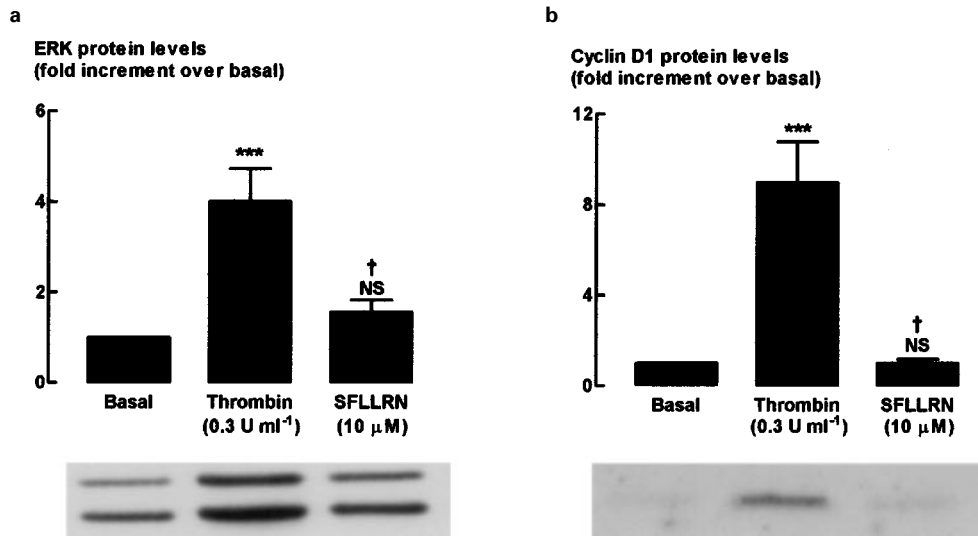 a
ERK protein levels
(fold increment over basal)
6
4
2
0
***
†
NS
Basal
Thrombin
(0.3 U ml⁻¹)
SFLLRN
(10 µM)
b
Cyclin D1 protein levels
(fold increment over basal)
12
8
4
0
***
†
NS
Basal
Thrombin
(0.3 U ml⁻¹)
SFLLRN
(10 µM)